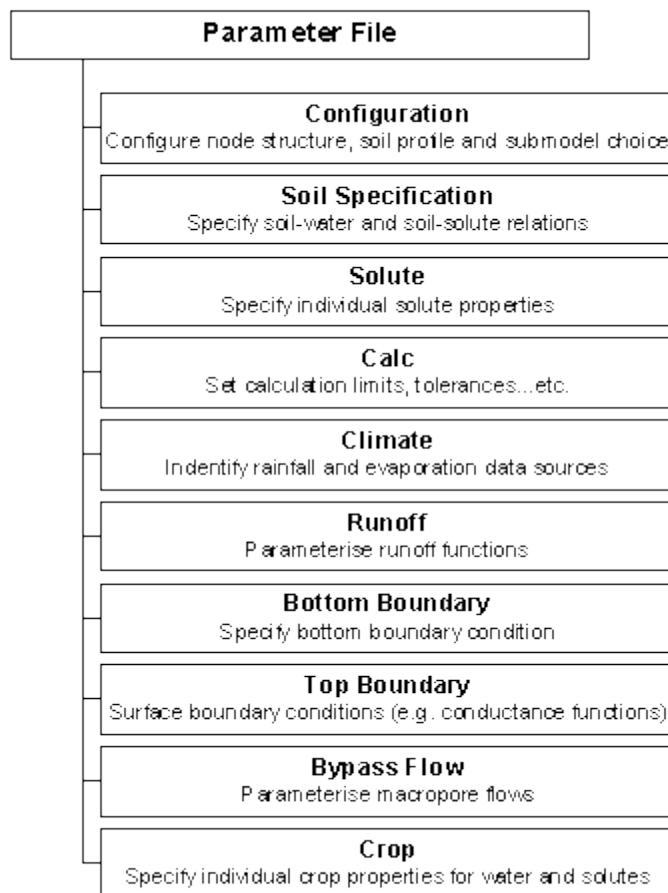 Parameter File
Configuration
Configure node structure, soil profile and submodel choice
Soil Specification
Specify soil-water and soil-solute relations
Solute
Specify individual solute properties
Calc
Set calculation limits, tolerances...etc.
Climate
Indentify rainfall and evaporation data sources
Runoff
Parameterise runoff functions
Bottom Boundary
Specify bottom boundary condition
Top Boundary
Surface boundary conditions (e.g. conductance functions)
Bypass Flow
Parameterise macropore flows
Crop
Specify individual crop properties for water and solutes